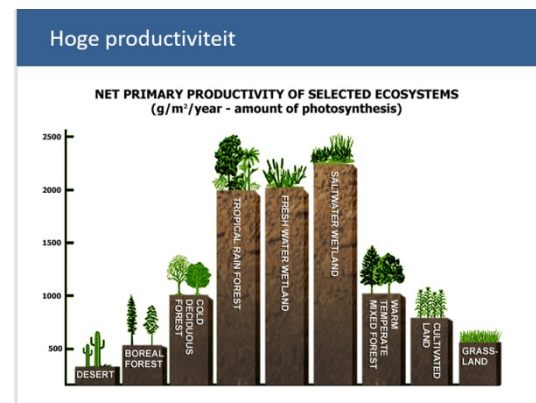 Hoge productiviteit
NET PRIMARY PRODUCTIVITY OF SELECTED ECOSYSTEMS
(g/m²/year - amount of photosynthesis)
2500
2000
1500
1000
500
DESERT
BOREAL
FOREST
COLD
DECIDUOUS
FOREST
TROPICAL RAIN FOREST
FRESH WATER WETLAND
SALTWATER WETLAND
WARM
TEMPERATE
MIXED FOREST
CULTIVATED
LAND
GRASS-
LAND